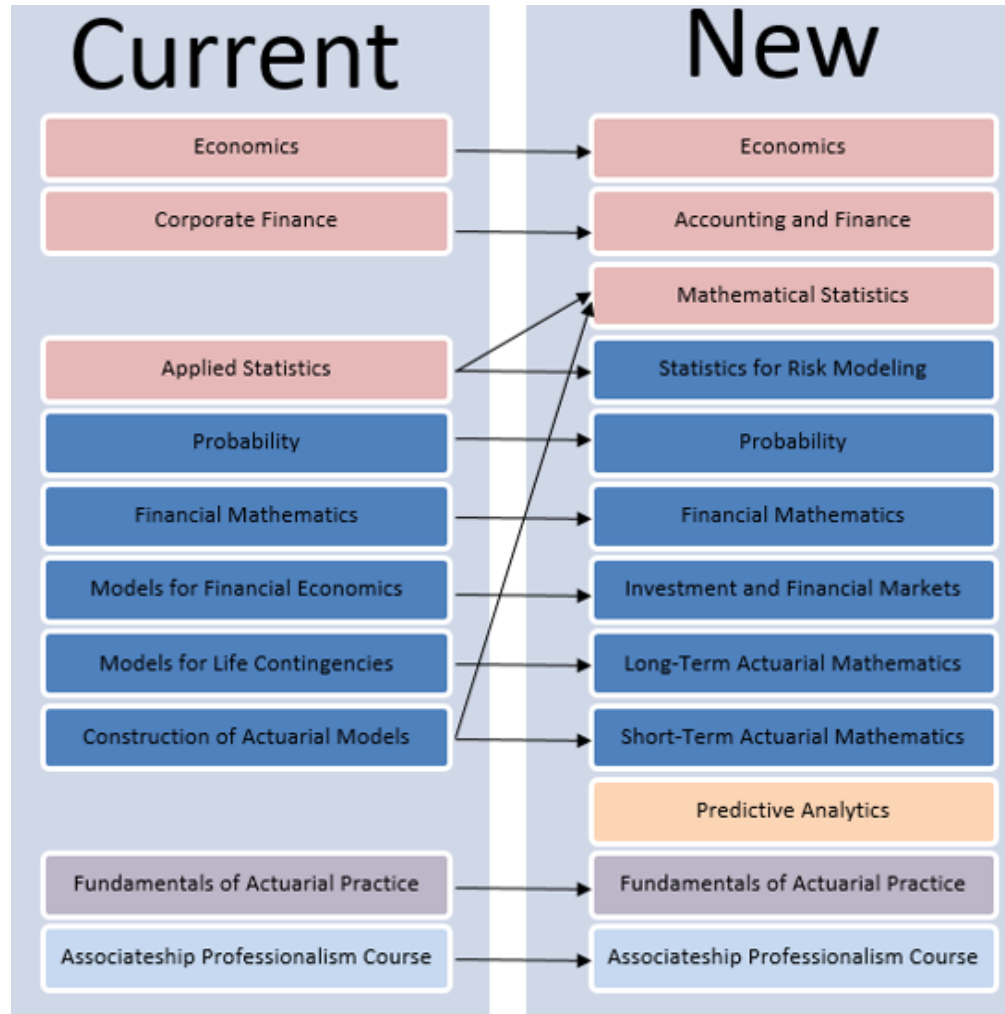 Current
New
Economics
Economics
Corporate Finance
Accounting and Finance
Mathematical Statistics
Applied Statistics
Statistics for Risk Modeling
Probability
Probability
Financial Mathematics
Financial Mathematics
Models for Financial Economics
Investment and Financial Markets
Models for Life Contingencies
Long-Term Actuarial Mathematics
Construction of Actuarial Models
Short-Term Actuarial Mathematics
Predictive Analytics
Fundamentals of Actuarial Practice
Fundamentals of Actuarial Practice
Associateship Professionalism Course
Associateship Professionalism Course